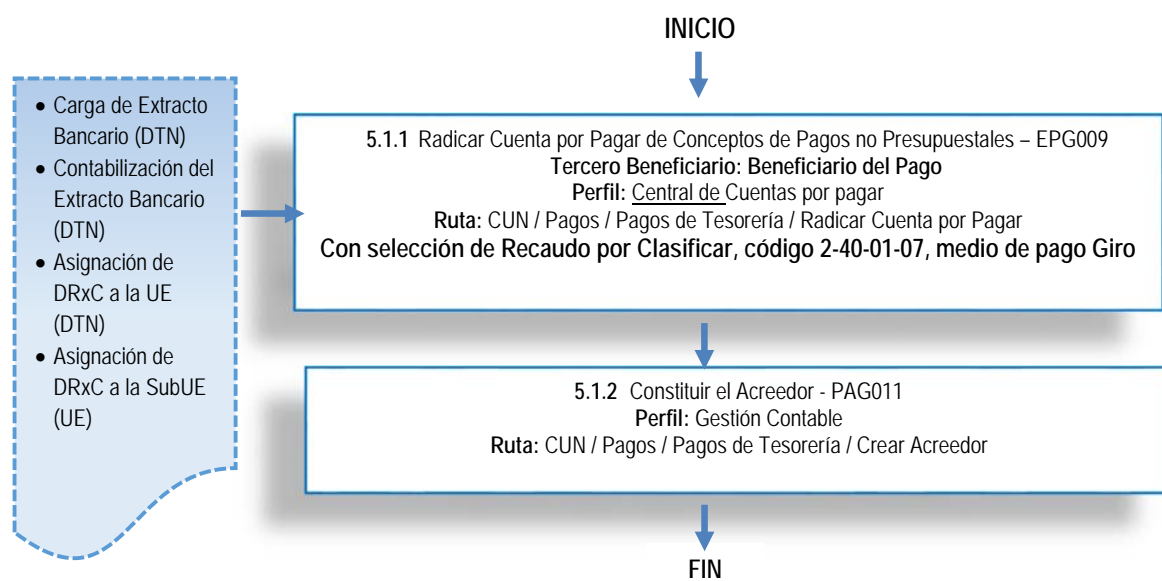 INICIO
• Carga de Extracto
Bancario (DTN)
• Contabilización del
Extracto Bancario
(DTN)
• Asignación de
DRxC a la UE
(DTN)
• Asignación de
DRxC a la SubUE
(UE)
5.1.1 Radicar Cuenta por Pagar de Conceptos de Pagos no Presupuestales – EPG009
Tercero Beneficiario: Beneficiario del Pago
Perfil: Central de Cuentas por pagar
Ruta: CUN / Pagos / Pagos de Tesorería / Radicar Cuenta por Pagar
Con selección de Recaudo por Clasificar, código 2-40-01-07, medio de pago Giro
5.1.2 Constituir el Acreedor - PAG011
Perfil: Gestión Contable
Ruta: CUN / Pagos / Pagos de Tesorería / Crear Acreedor
FIN